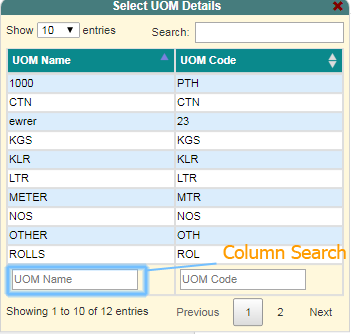 Select UOM Details
Show 10 entries Search:
UOM Name UOM Code
1000 PTH
CTN CTN
ewrer 23
KGS KGS
KLR KLR
LTR LTR
METER MTR
NOS NOS
OTHER OTH
ROLLS ROL
Column Search
UOM Name UOM Code
Showing 1 to 10 of 12 entries Previous 1 2 Next